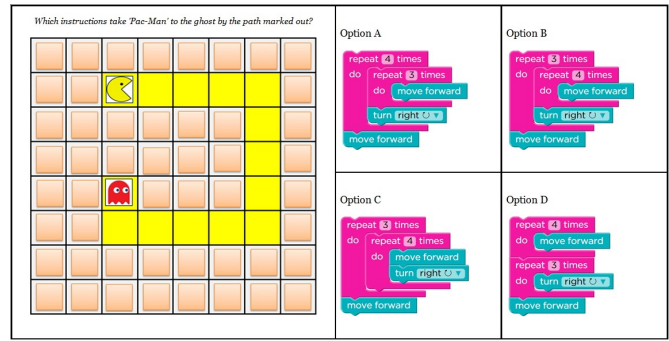 Which instructions take 'Pac-Man' to the ghost by the path marked out?
Option A
repeat 4 times
do repeat 3 times
do move forward
turn right ↻ ▼
move forward
Option B
repeat 3 times
do repeat 4 times
do move forward
turn right ↻ ▼
move forward
Option C
repeat 3 times
do repeat 4 times
do move forward
turn right ↻ ▼
move forward
Option D
repeat 4 times
do move forward
repeat 3 times
do turn right ↻ ▼
move forward